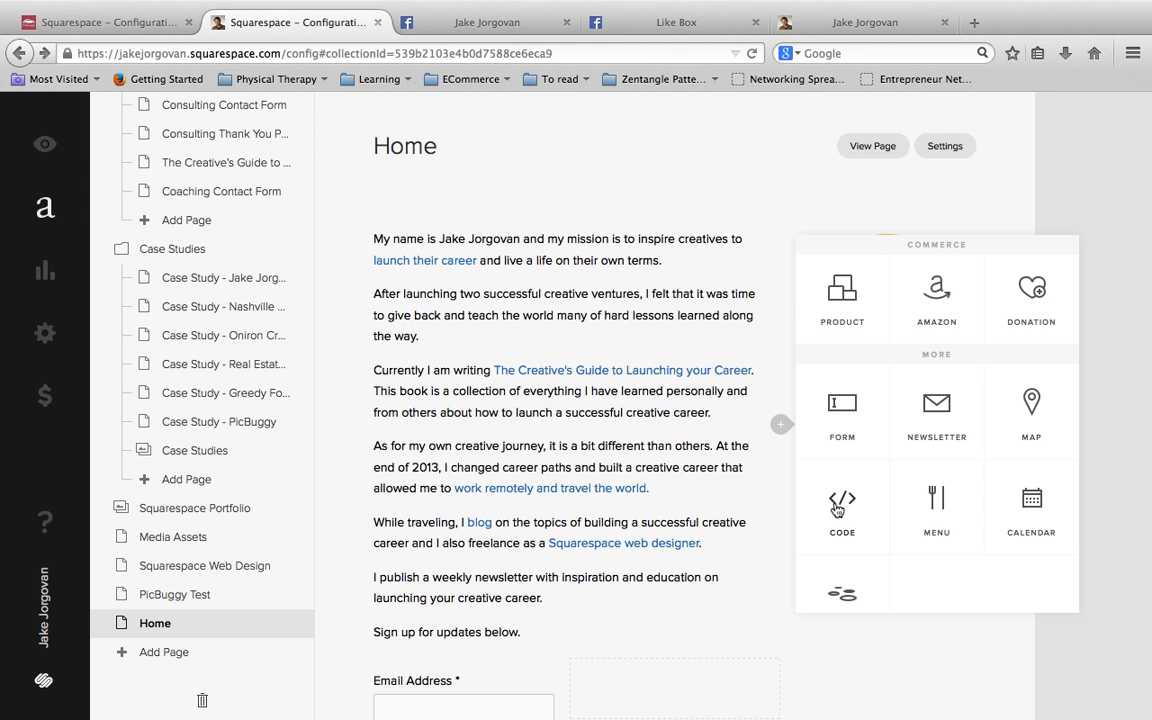 Squarespace – Configurati...
Squarespace – Configurati...
Jake Jorgovan
Like Box
Jake Jorgovan
https://jakejorgovan.squarespace.com/config#collectionId=539b2103e4b0d7588ce6eca9
Google
Most Visited
Getting Started
Physical Therapy
Learning
ECommerce
To read
Zentangle Patte...
Networking Sprea...
Entrepreneur Net...
Consulting Contact Form
Consulting Thank You P...
The Creative's Guide to ...
Coaching Contact Form
Add Page
Case Studies
Case Study - Jake Jorg...
Case Study - Nashville ...
Case Study - Oniron Cr...
Case Study - Real Estat...
Case Study - Greedy Fo...
Case Study - PicBuggy
Case Studies
Add Page
Squarespace Portfolio
Media Assets
Squarespace Web Design
PicBuggy Test
Home
Add Page
Jake Jorgovan
Home
View Page
Settings
My name is Jake Jorgovan and my mission is to inspire creatives to
launch their career and live a life on their own terms.
After launching two successful creative ventures, I felt that it was time
to give back and teach the world many of hard lessons learned along
the way.
Currently I am writing The Creative's Guide to Launching your Career.
This book is a collection of everything I have learned personally and
from others about how to launch a successful creative career.
As for my own creative journey, it is a bit different than others. At the
end of 2013, I changed career paths and built a creative career that
allowed me to work remotely and travel the world.
While traveling, I blog on the topics of building a successful creative
career and I also freelance as a Squarespace web designer.
I publish a weekly newsletter with inspiration and education on
launching your creative career.
Sign up for updates below.
Email Address *
COMMERCE
PRODUCT
AMAZON
DONATION
MORE
FORM
NEWSLETTER
MAP
CODE
MENU
CALENDAR